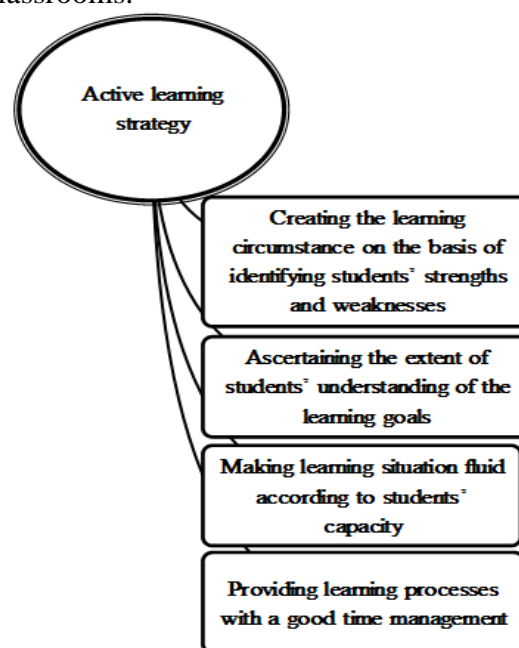 lassrooms.
Active learning
strategy
Creating the learning
circumstance on the basis of
identifying students' strengths
and weaknesses
Ascertaining the extent of
students' understanding of the
learning goals
Making learning situation fluid
according to students'
capacity
Providing learning processes
with a good time management